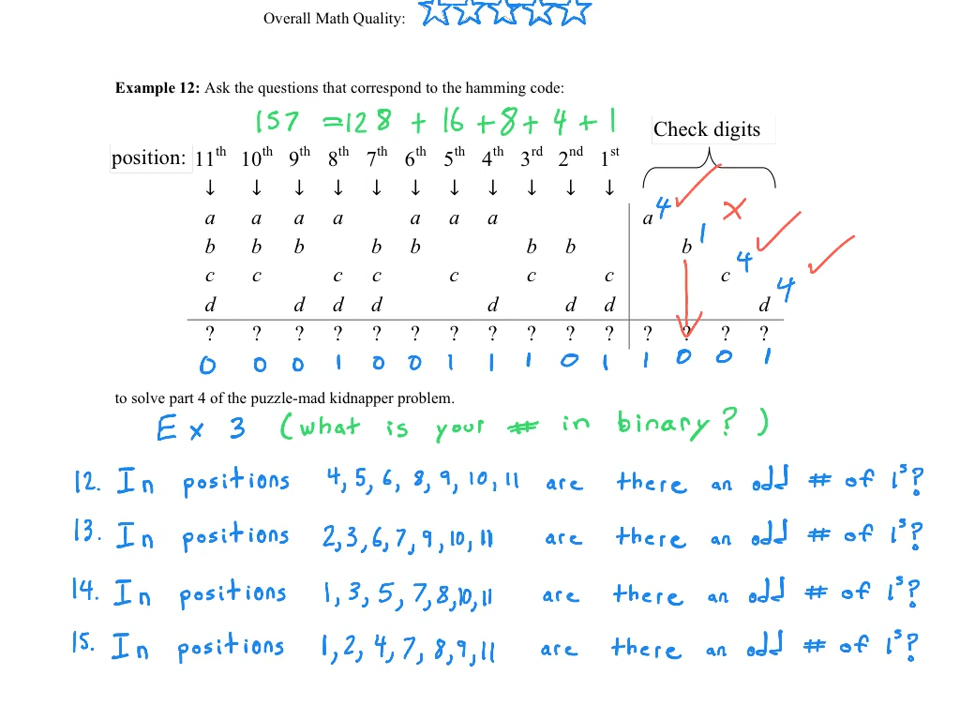 Overall Math Quality:
Example 12: Ask the questions that correspond to the hamming code:
157 = 128 + 16 + 8 + 4 + 1
Check digits
position: 11th 10th 9th 8th 7th 6th 5th 4th 3rd 2nd 1st
↓ ↓ ↓ ↓ ↓ ↓ ↓ ↓ ↓ ↓ ↓
a a a a a a a a 4 ✓ x
b b b b b b b b 1 ✓
c c c c c c c c 4 ✓
d d d d d d d d 4
? ? ? ? ? ? ? ? ? ? ? ? ? ? ?
0 0 0 1 0 0 1 1 1 0 1 1 0 0 1
to solve part 4 of the puzzle-mad kidnapper problem.
Ex 3 (what is your # in binary?)
12. In positions 4, 5, 6, 8, 9, 10, 11 are there an odd # of 1s?
13. In positions 2, 3, 6, 7, 9, 10, 11 are there an odd # of 1s?
14. In positions 1, 3, 5, 7, 8, 10, 11 are there an odd # of 1s?
15. In positions 1, 2, 4, 7, 8, 9, 11 are there an odd # of 1s?